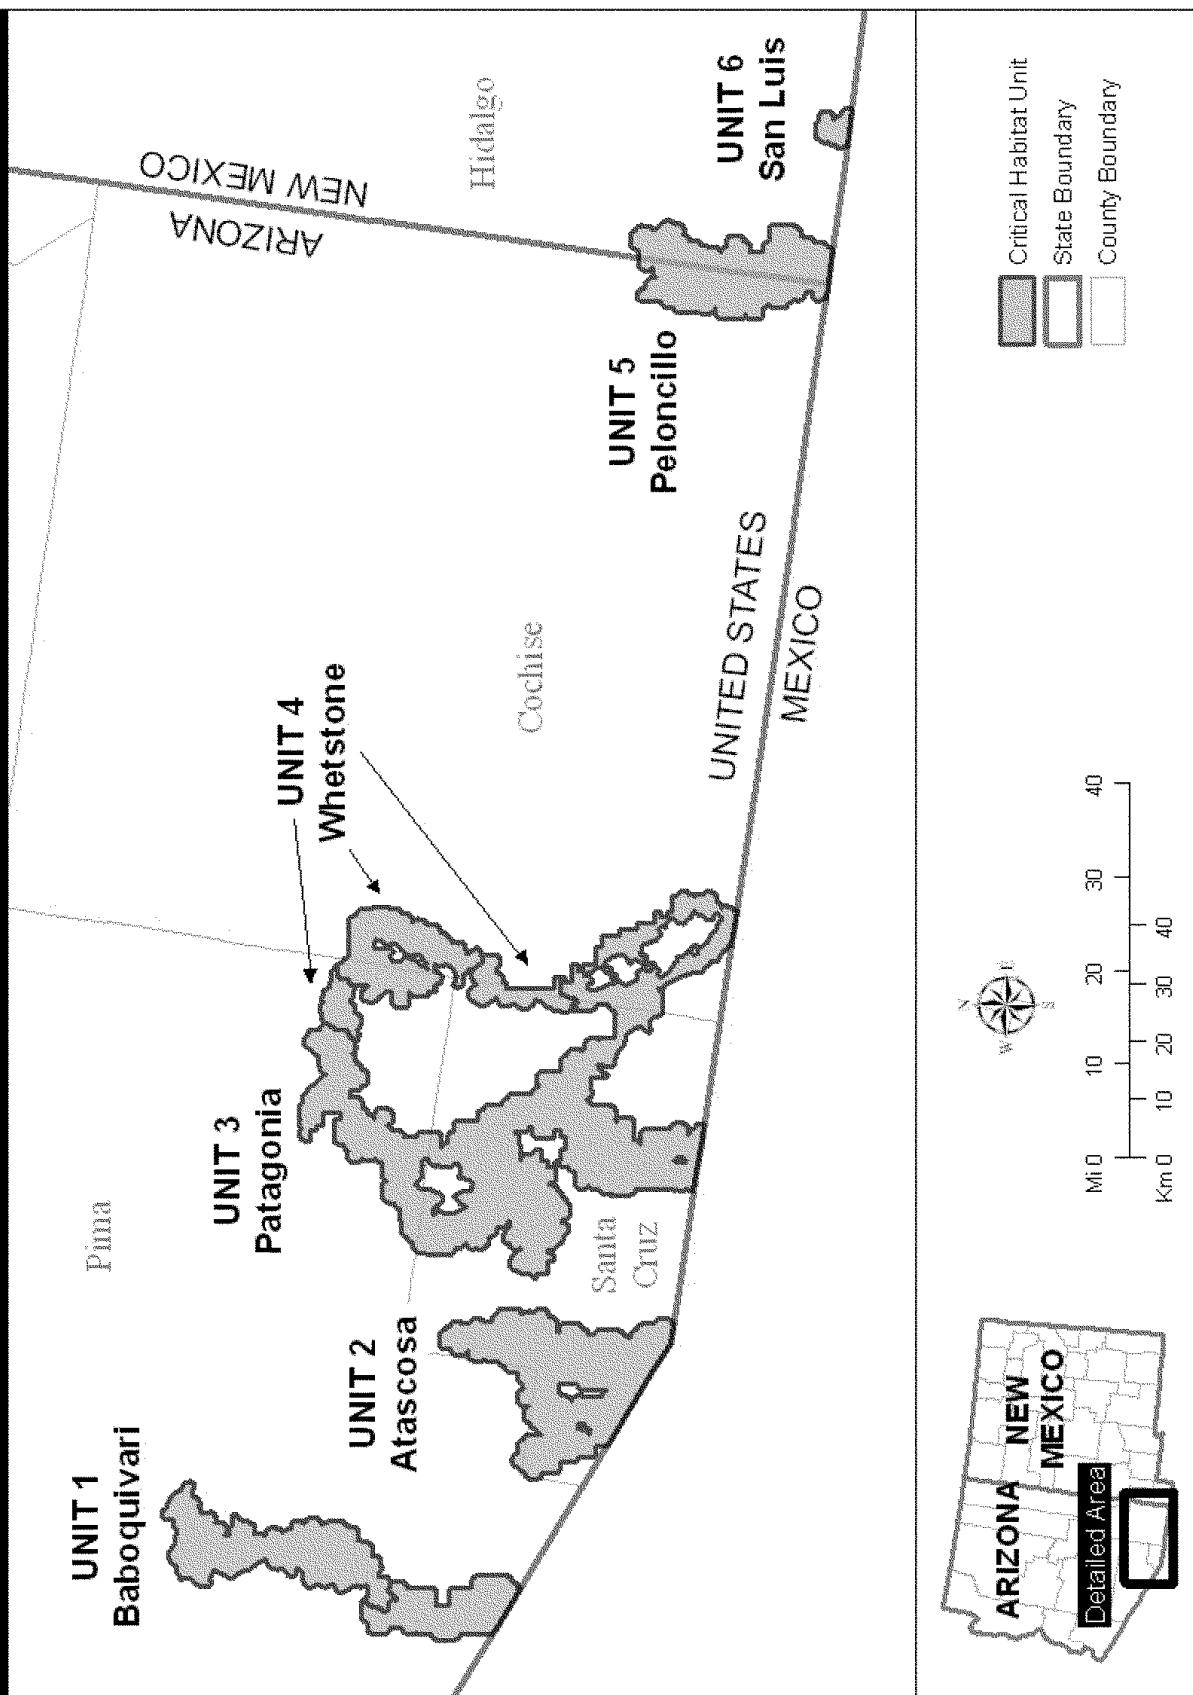 UNIT 1
Baboquivari
UNIT 2
Atascosa
UNIT 3
Patagonia
UNIT 4
Whetstone
UNIT 5
Peloncillo
UNIT 6
San Luis
Pima
Santa
Cruz
Cochise
Hidalgo
ARIZONA
NEW MEXICO
UNITED STATES
MEXICO
ARIZONA
NEW
MEXICO
Detailed Area
N
W
E
S
Mi 0 10 20 30 40
Km 0 10 20 30 40
Critical Habitat Unit
State Boundary
County Boundary